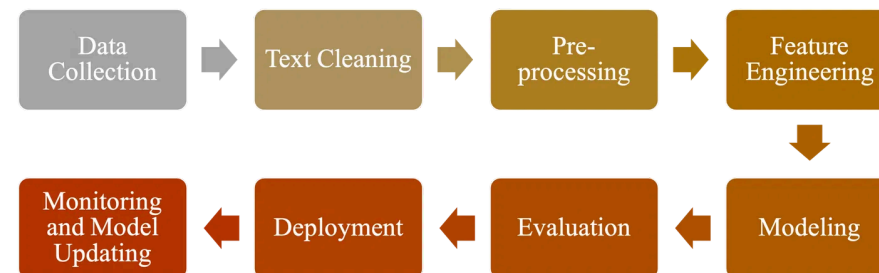 Data
Collection
Text Cleaning
Pre-
processing
Feature
Engineering
Modeling
Evaluation
Deployment
Monitoring
and Model
Updating